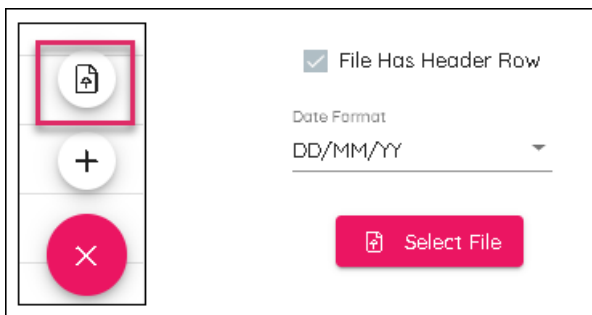 File Has Header Row
Date Format
DD/MM/YY
Select File